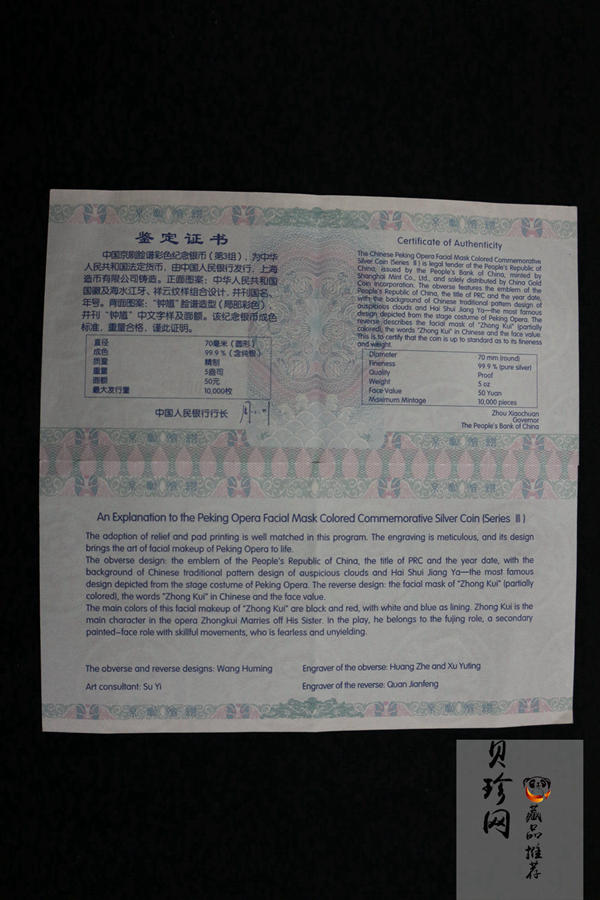 鉴定证书
中国京剧脸谱彩色纪念银币（第3组），为中华
人民共和国法定货币，由中国人民银行发行，上海
造币有限公司铸造。正面图案：中华人民共和国
国徽及海水江牙、祥云纹样组合设计，并刊国名、
年号。背面图案：“钟馗”脸谱造型（局部彩色），
并刊“钟馗”中文字样及面额。该纪念银币成色
标准，重量合格，谨此证明。
直径 70毫米（圆形）
成色 99.9％（含纯银）
质量 精制
重量 5盎司
面额 50元
最大发行量 10,000枚
中国人民银行行长
Certificate of Authenticity
The Chinese Peking Opera Facial Mask Colored Commemorative
Silver Coin (Series Ⅲ) is legal tender of the People's Republic of
China, issued by the People's Bank of China, minted by
Shanghai Mint Co., Ltd., and solely distributed by China Gold
Coin Incorporation. The obverse features the emblem of the
People's Republic of China, the title of PRC and the year date,
with the background of Chinese traditional pattern design of
auspicious clouds and Hai Shui Jiang Ya—the most famous
design depicted from the stage costume of Peking Opera. The
reverse describes the facial mask of "Zhong Kui" (partially
colored), the words "Zhong Kui" in Chinese and the face value.
This is to certify that the coin is up to standard as to its fineness
and weight.
Diameter 70 mm (round)
Fineness 99.9 % (pure silver)
Quality Proof
Weight 5 oz
Face Value 50 Yuan
Maximum Mintage 10,000 pieces
Zhou Xiaochuan
Governor
The People's Bank of China
An Explanation to the Peking Opera Facial Mask Colored Commemorative Silver Coin (Series Ⅲ)
The adoption of relief and pad printing is well matched in this program. The engraving is meticulous, and its design
brings the art of facial makeup of Peking Opera to life.
The obverse design: the emblem of the People's Republic of China, the title of PRC and the year date, with the
background of Chinese traditional pattern design of auspicious clouds and Hai Shui Jiang Ya—the most famous
design depicted from the stage costume of Peking Opera. The reverse design: the facial mask of "Zhong Kui" (partially
colored), the words "Zhong Kui" in Chinese and the face value.
The main colors of this facial makeup of "Zhong Kui" are black and red, with white and blue as lining. Zhong Kui is the
main character in the opera Zhongkui Marries off His Sister. In the play, he belongs to the fujing role, a secondary
painted-face role with skillful movements, who is fearless and unyielding.
The obverse and reverse designs: Wang Huming
Engraver of the obverse: Huang Zhe and Xu Yuting
Art consultant: Su Yi
Engraver of the reverse: Quan Jianfeng
贝珍网
藏品推荐